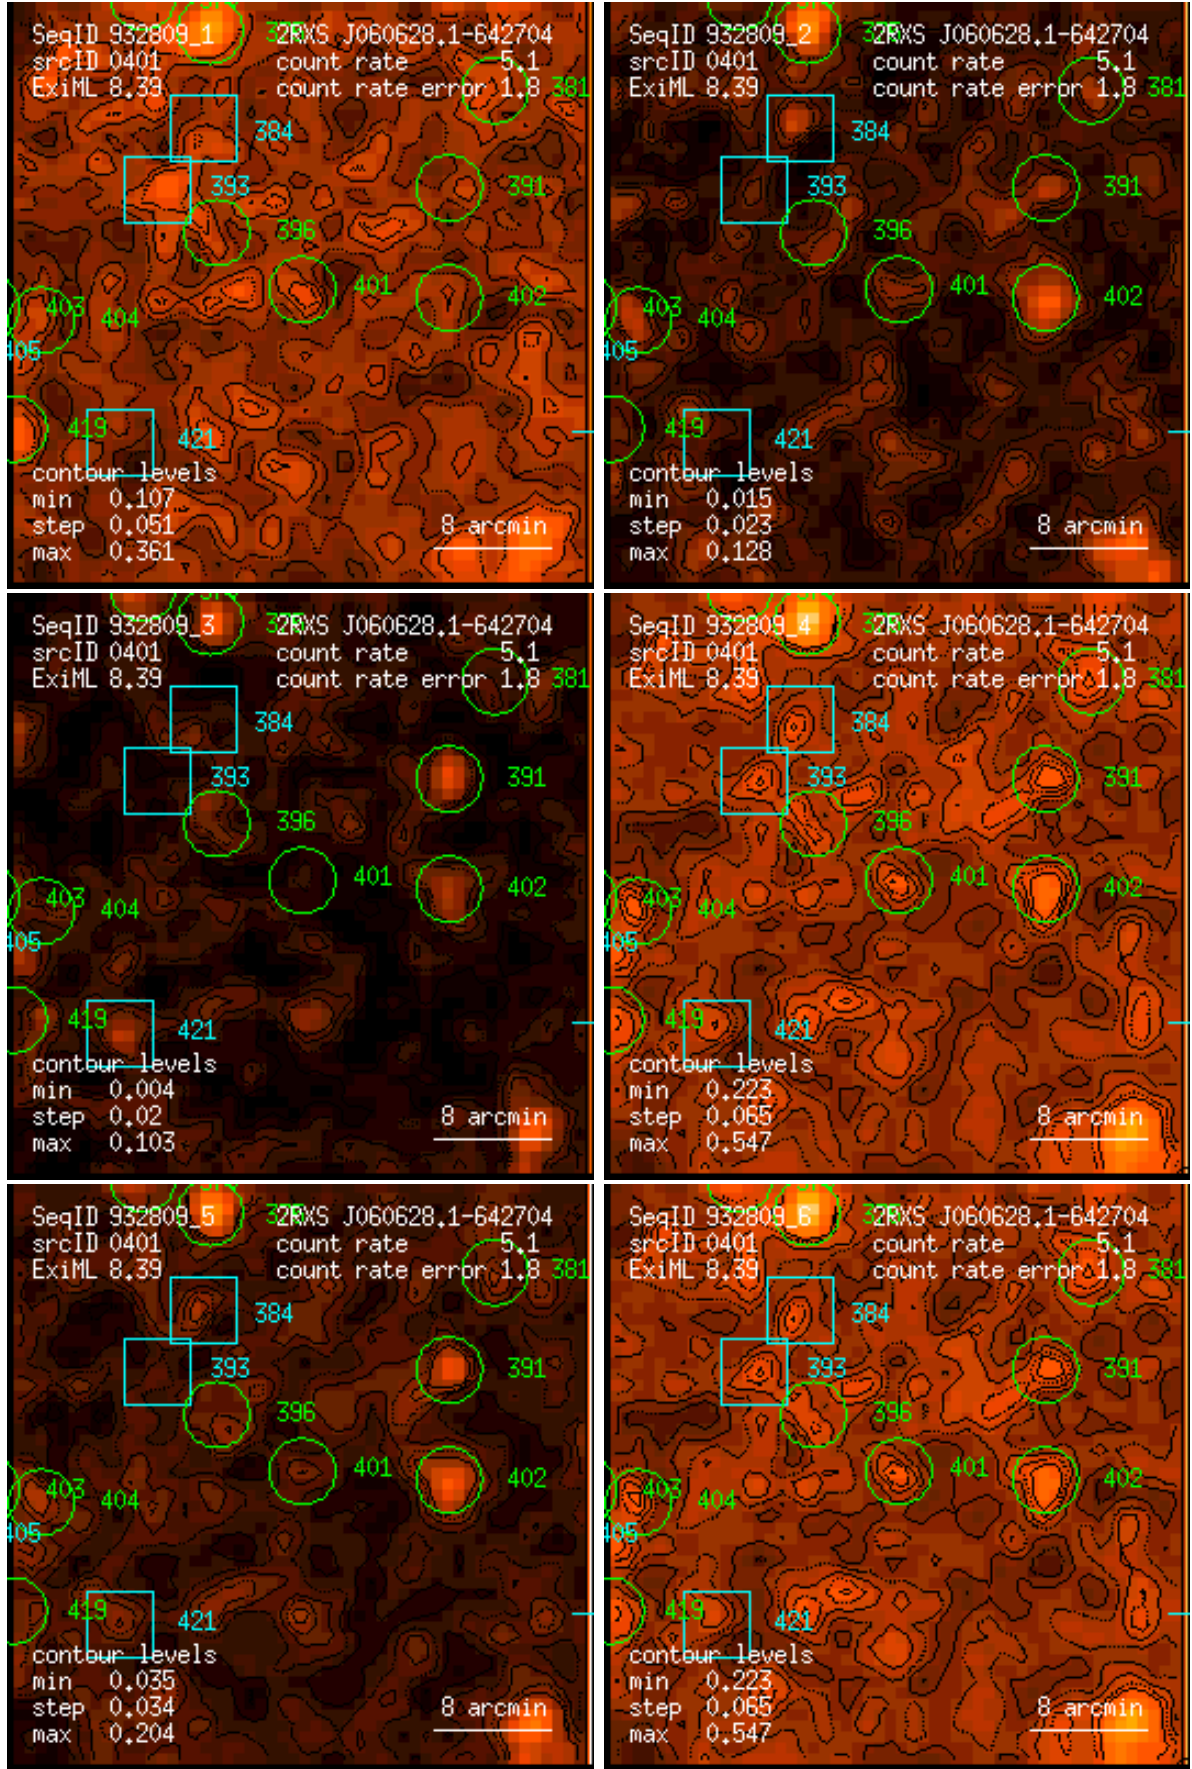 SeqID 932809_1 2RXS J060628.1-642704
srcID 0401 count rate 5.1
ExiML 8.39 count rate error 1.8 381
384
393 391
396
401 402
403 404
405
419 421
contour levels
min 0.107
step 0.051
max 0.361
8 arcmin
SeqID 932809_2 2RXS J060628.1-642704
srcID 0401 count rate 5.1
ExiML 8.39 count rate error 1.8 381
384
393 391
396
401 402
403 404
405
419 421
contour levels
min 0.015
step 0.023
max 0.128
8 arcmin
SeqID 932809_3 2RXS J060628.1-642704
srcID 0401 count rate 5.1
ExiML 8.39 count rate error 1.8 381
384
393 391
396
401 402
403 404
405
419 421
contour levels
min 0.004
step 0.02
max 0.103
8 arcmin
SeqID 932809_4 2RXS J060628.1-642704
srcID 0401 count rate 5.1
ExiML 8.39 count rate error 1.8 381
384
393 391
396
401 402
403 404
405
419 421
contour levels
min 0.223
step 0.065
max 0.547
8 arcmin
SeqID 932809_5 2RXS J060628.1-642704
srcID 0401 count rate 5.1
ExiML 8.39 count rate error 1.8 381
384
393 391
396
401 402
403 404
405
419 421
contour levels
min 0.035
step 0.034
max 0.204
8 arcmin
SeqID 932809_6 2RXS J060628.1-642704
srcID 0401 count rate 5.1
ExiML 8.39 count rate error 1.8 381
384
393 391
396
401 402
403 404
405
419 421
contour levels
min 0.223
step 0.065
max 0.547
8 arcmin